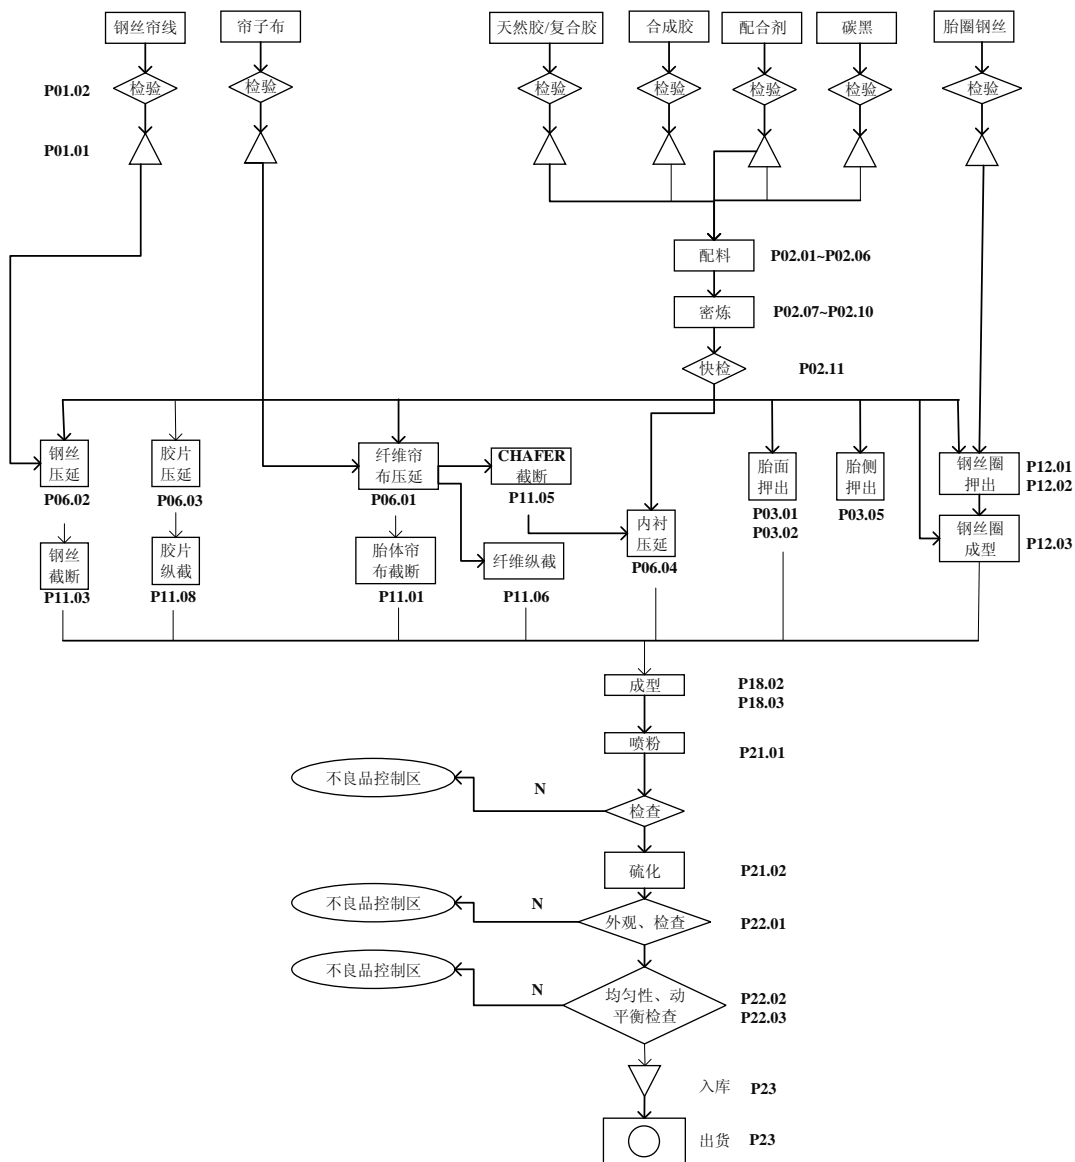 钢丝帘线
帘子布
天然胶/复合胶
合成胶
配合剂
碳黑
胎圈钢丝
P01.02
检验
检验
检验
检验
检验
检验
检验
P01.01
配料
P02.01~P02.06
密炼
P02.07~P02.10
快检
P02.11
钢丝
压延
P06.02
胶片
压延
P06.03
纤维帘
布压延
P06.01
CHAFER
截断
P11.05
胎面
押出
P03.01
P03.02
胎侧
押出
P03.05
钢丝圈
押出
P12.01
P12.02
钢丝
截断
P11.03
胶片
纵截
P11.08
胎体帘
布截断
P11.01
纤维纵截
P11.06
内衬
压延
P06.04
钢丝圈
成型
P12.03
成型
P18.02
P18.03
喷粉
P21.01
不良品控制区
N
检查
硫化
P21.02
不良品控制区
N
外观、检查
P22.01
不良品控制区
N
均匀性、动
平衡检查
P22.02
P22.03
入库
P23
出货
P23